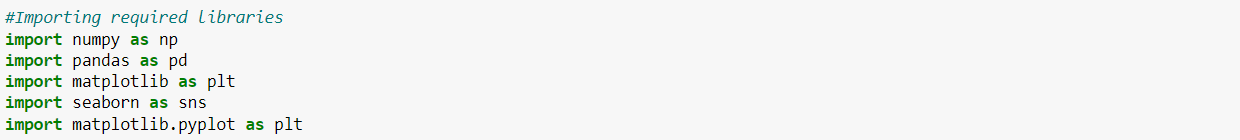 #Importing required libraries
import numpy as np
import pandas as pd
import matplotlib as plt
import seaborn as sns
import matplotlib.pyplot as plt